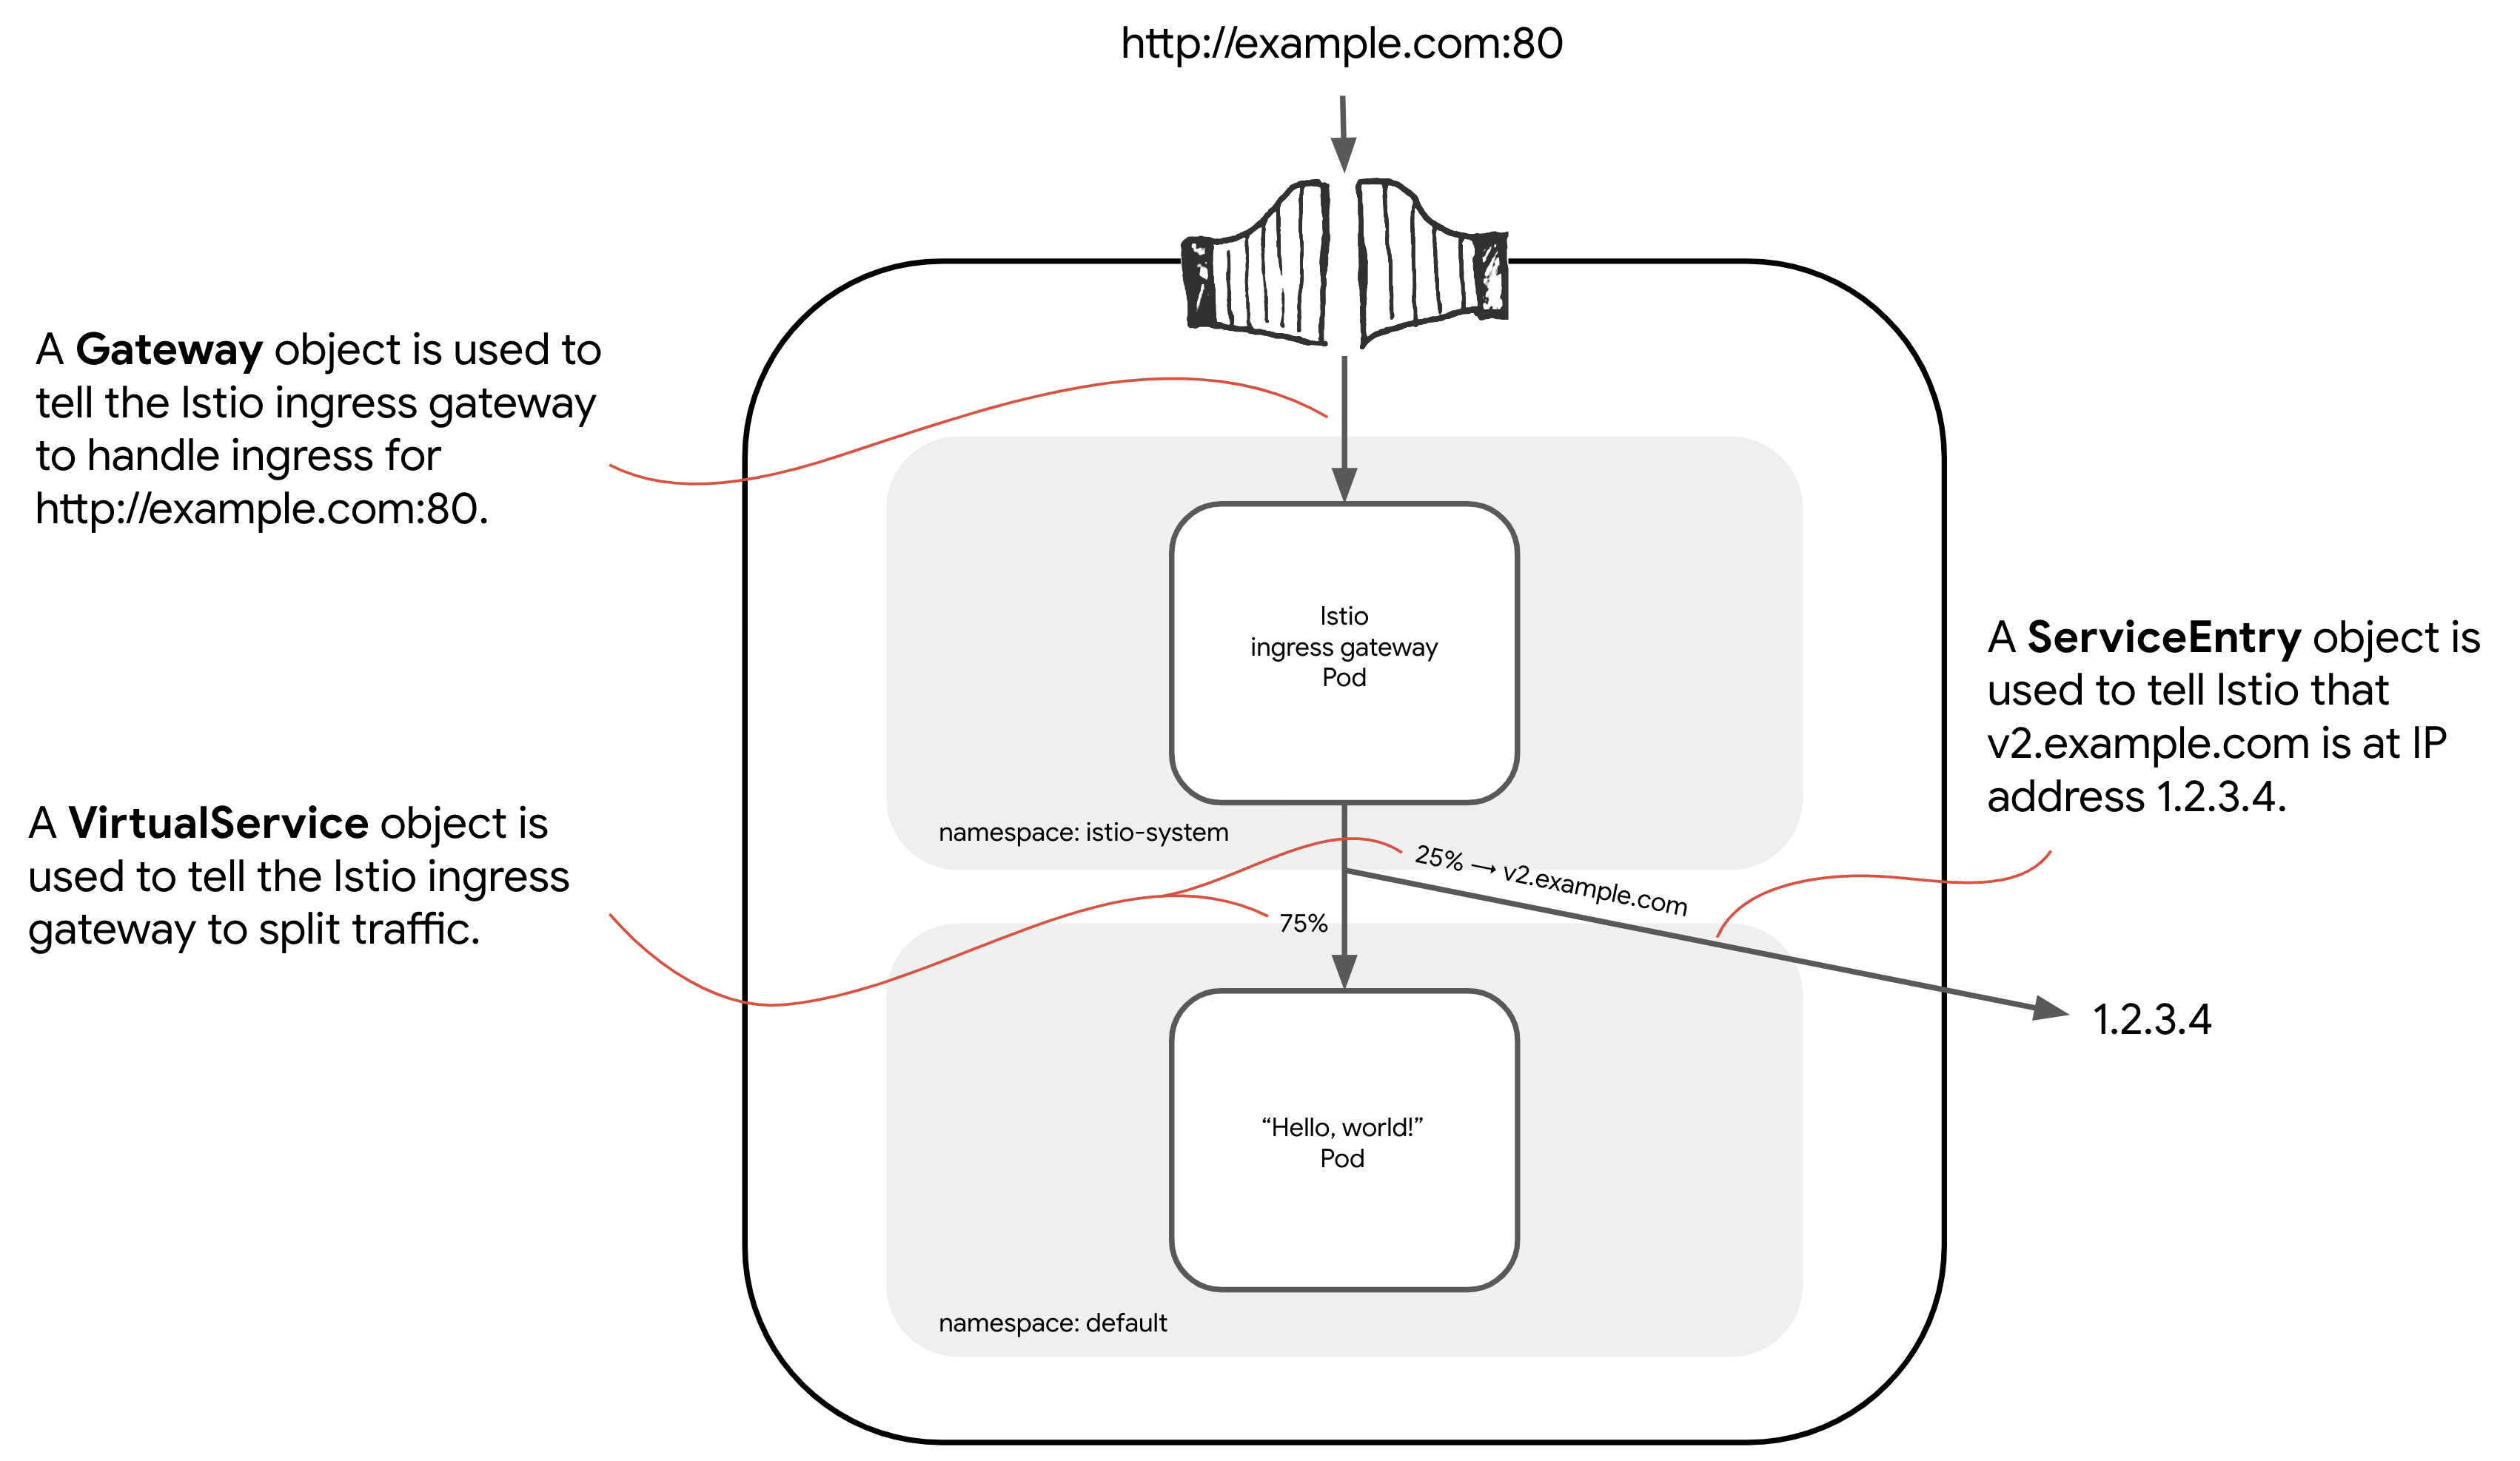 http://example.com:80
A Gateway object is used to
tell the Istio ingress gateway
to handle ingress for
http://example.com:80.
Istio
ingress gateway
Pod
namespace: istio-system
A ServiceEntry object is
used to tell Istio that
v2.example.com is at IP
address 1.2.3.4.
A VirtualService object is
used to tell the Istio ingress
gateway to split traffic.
25% → v2.example.com
75%
1.2.3.4
“Hello, world!”
Pod
namespace: default